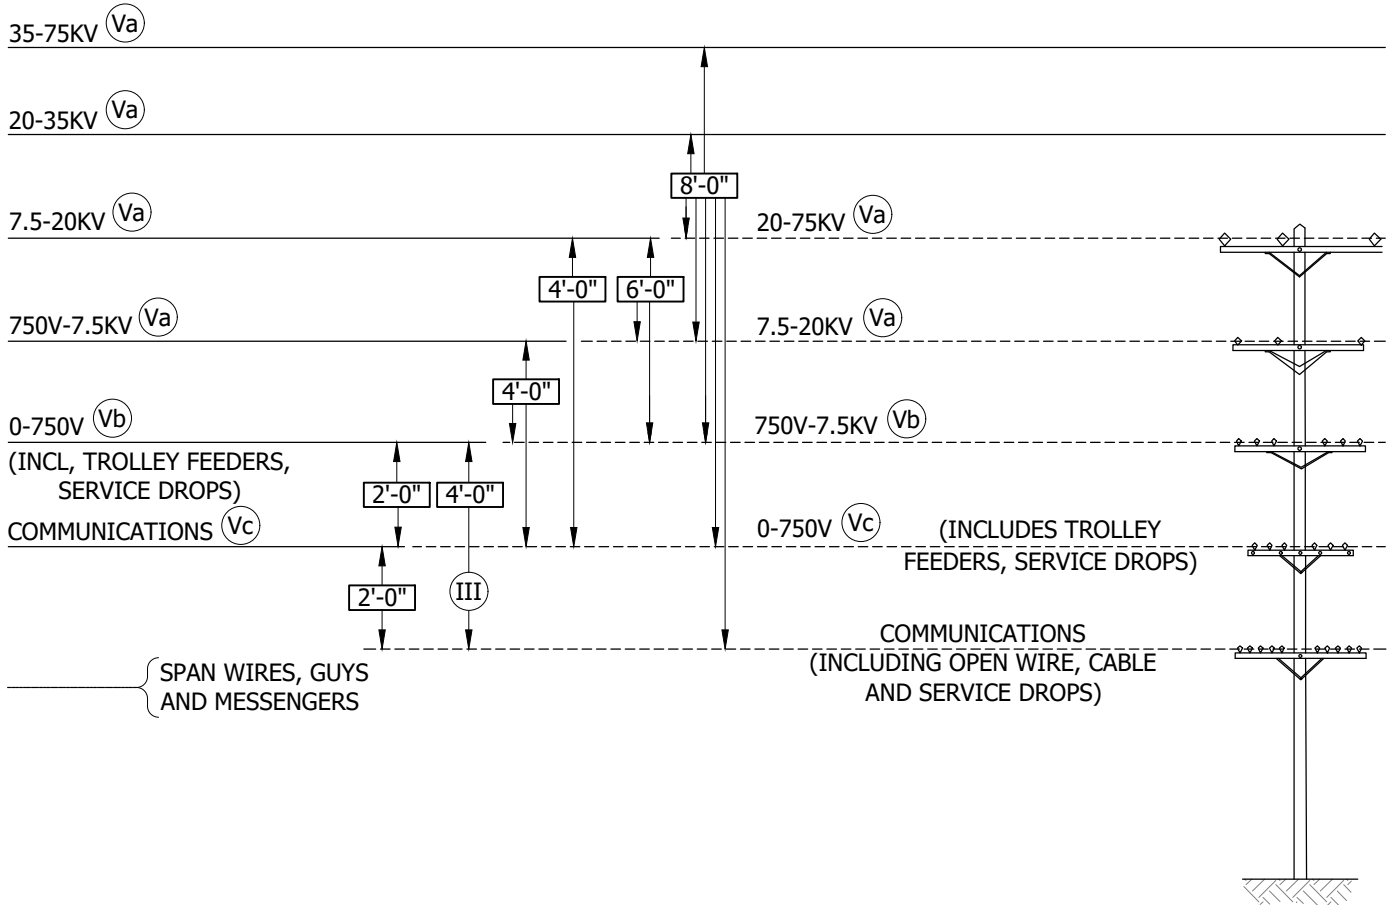 35-75KV Va
20-35KV Va
8'-0"
7.5-20KV Va
20-75KV Va
4'-0"
6'-0"
750V-7.5KV Va
7.5-20KV Va
4'-0"
0-750V Vb
750V-7.5KV Vb
(INCL, TROLLEY FEEDERS,
SERVICE DROPS)
2'-0"
4'-0"
COMMUNICATIONS Vc
0-750V Vc
(INCLUDES TROLLEY
FEEDERS, SERVICE DROPS)
2'-0"
III
COMMUNICATIONS
(INCLUDING OPEN WIRE, CABLE
AND SERVICE DROPS)
SPAN WIRES, GUYS
AND MESSENGERS